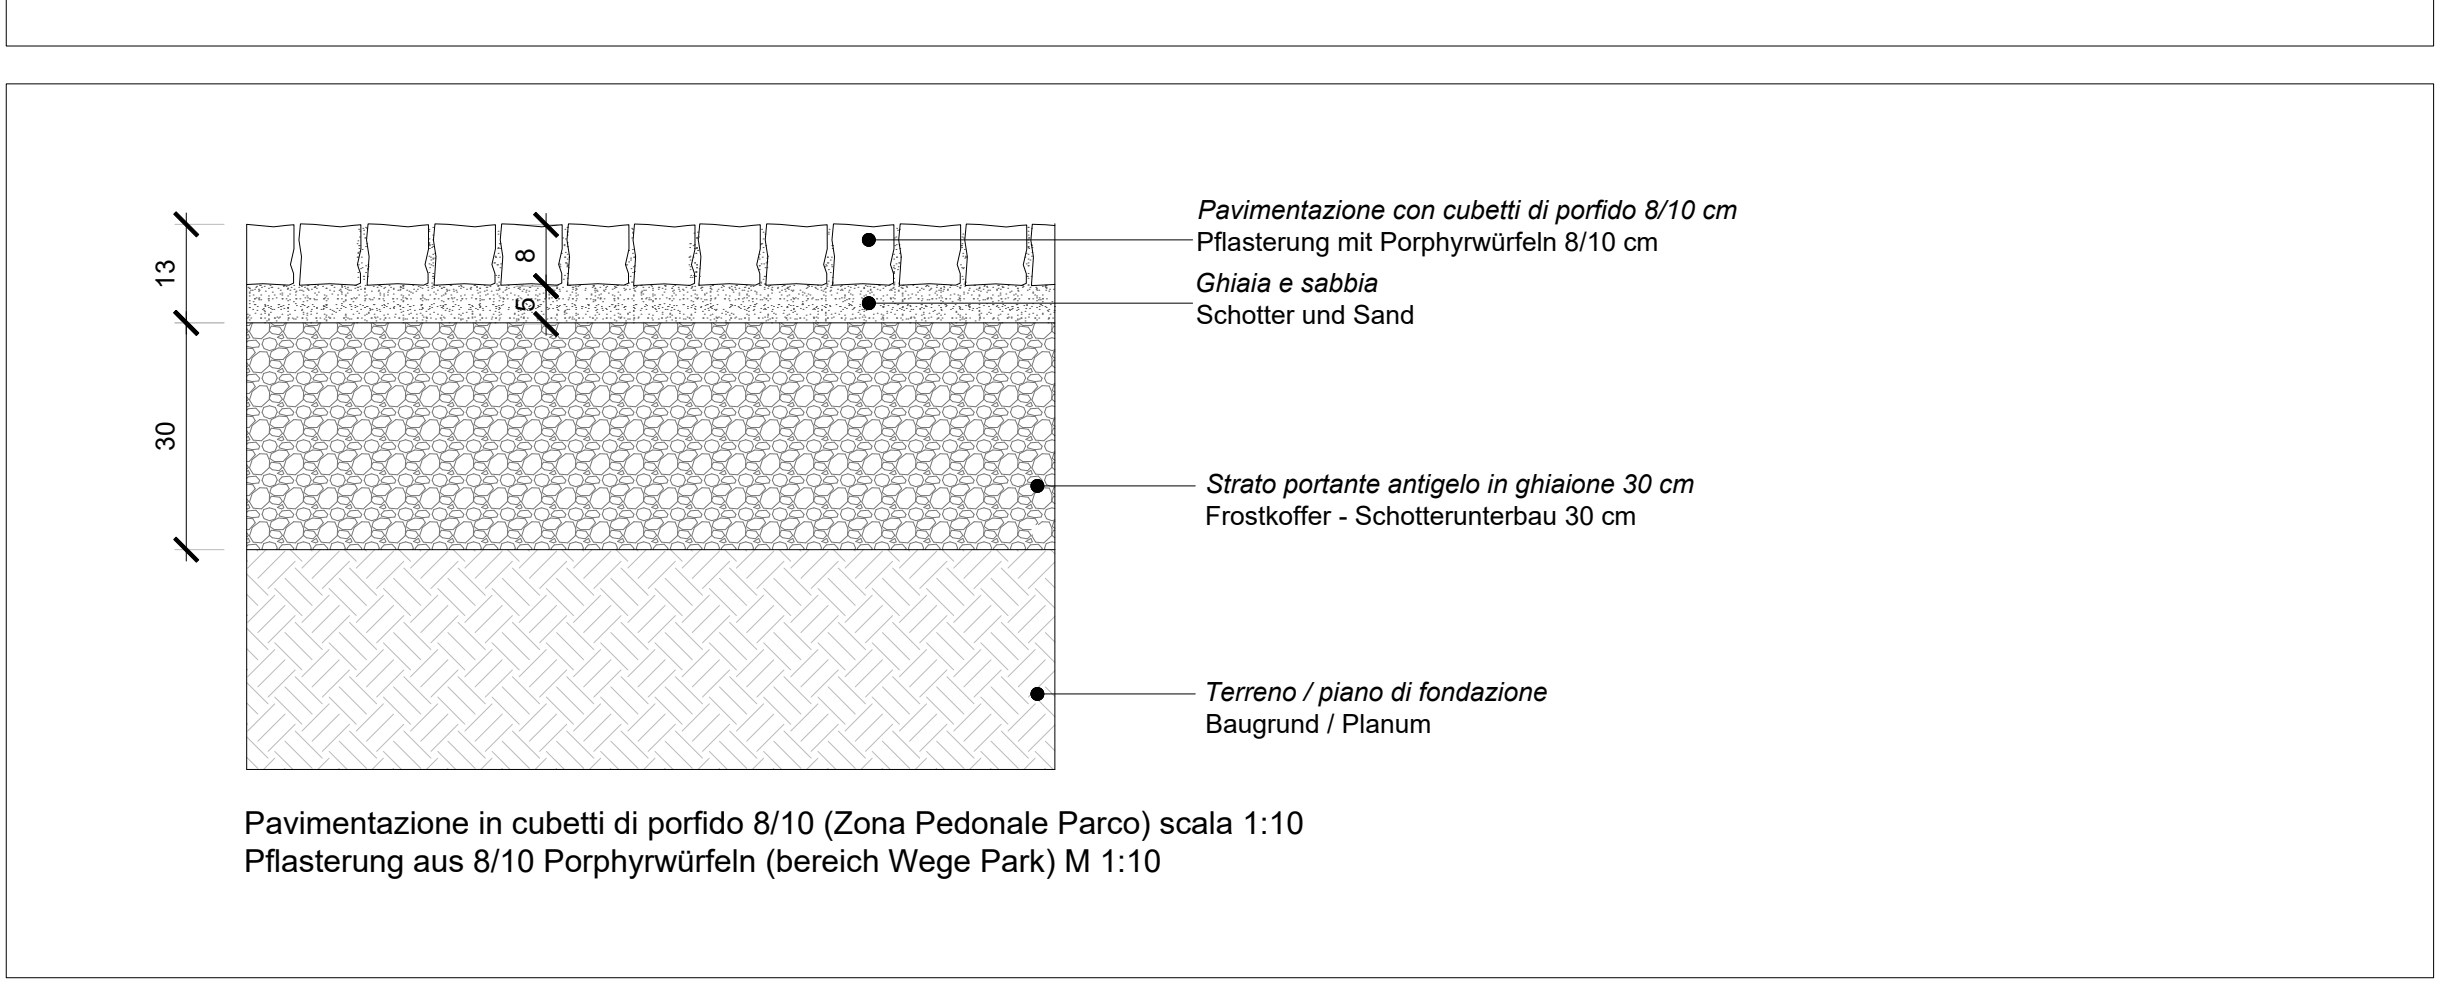 Pavimentazione con cubetti di porfido 8/10 cm
Pflasterung mit Porphyrwürfeln 8/10 cm
13
8
Ghiaia e sabbia
5
Schotter und Sand
30
Strato portante antigelo in ghiaione 30 cm
Frostkoffer - Schotterunterbau 30 cm
Terreno / piano di fondazione
Baugrund / Planum
Pavimentazione in cubetti di porfido 8/10 (Zona Pedonale Parco) scala 1:10
Pflasterung aus 8/10 Porphyrwürfeln (bereich Wege Park) M 1:10